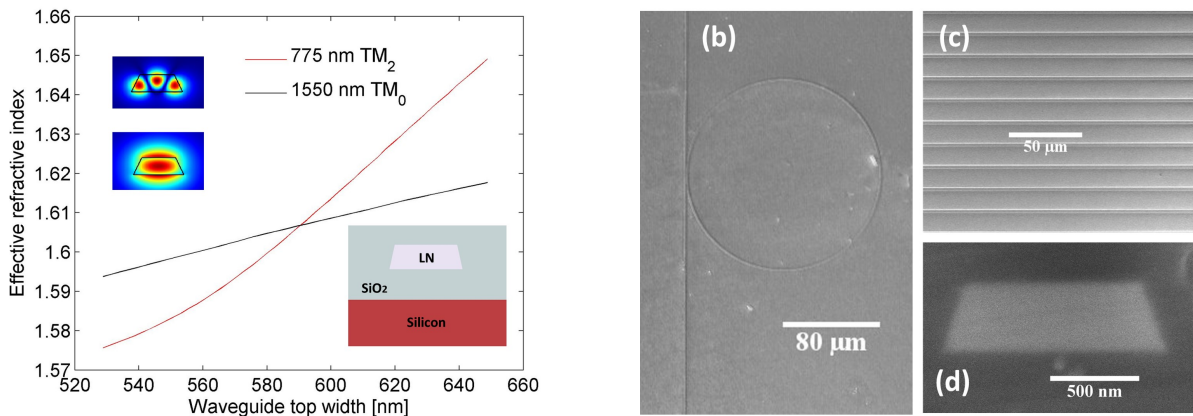 1.66
1.65
1.64
1.63
1.62
1.61
1.6
1.59
1.58
1.57
Effective refractive index
775 nm TM2
1550 nm TM0
LN
SiO2
Silicon
520 540 560 580 600 620 640 660
Waveguide top width [nm]
(b)
80 µm
(c)
50 µm
(d)
500 nm